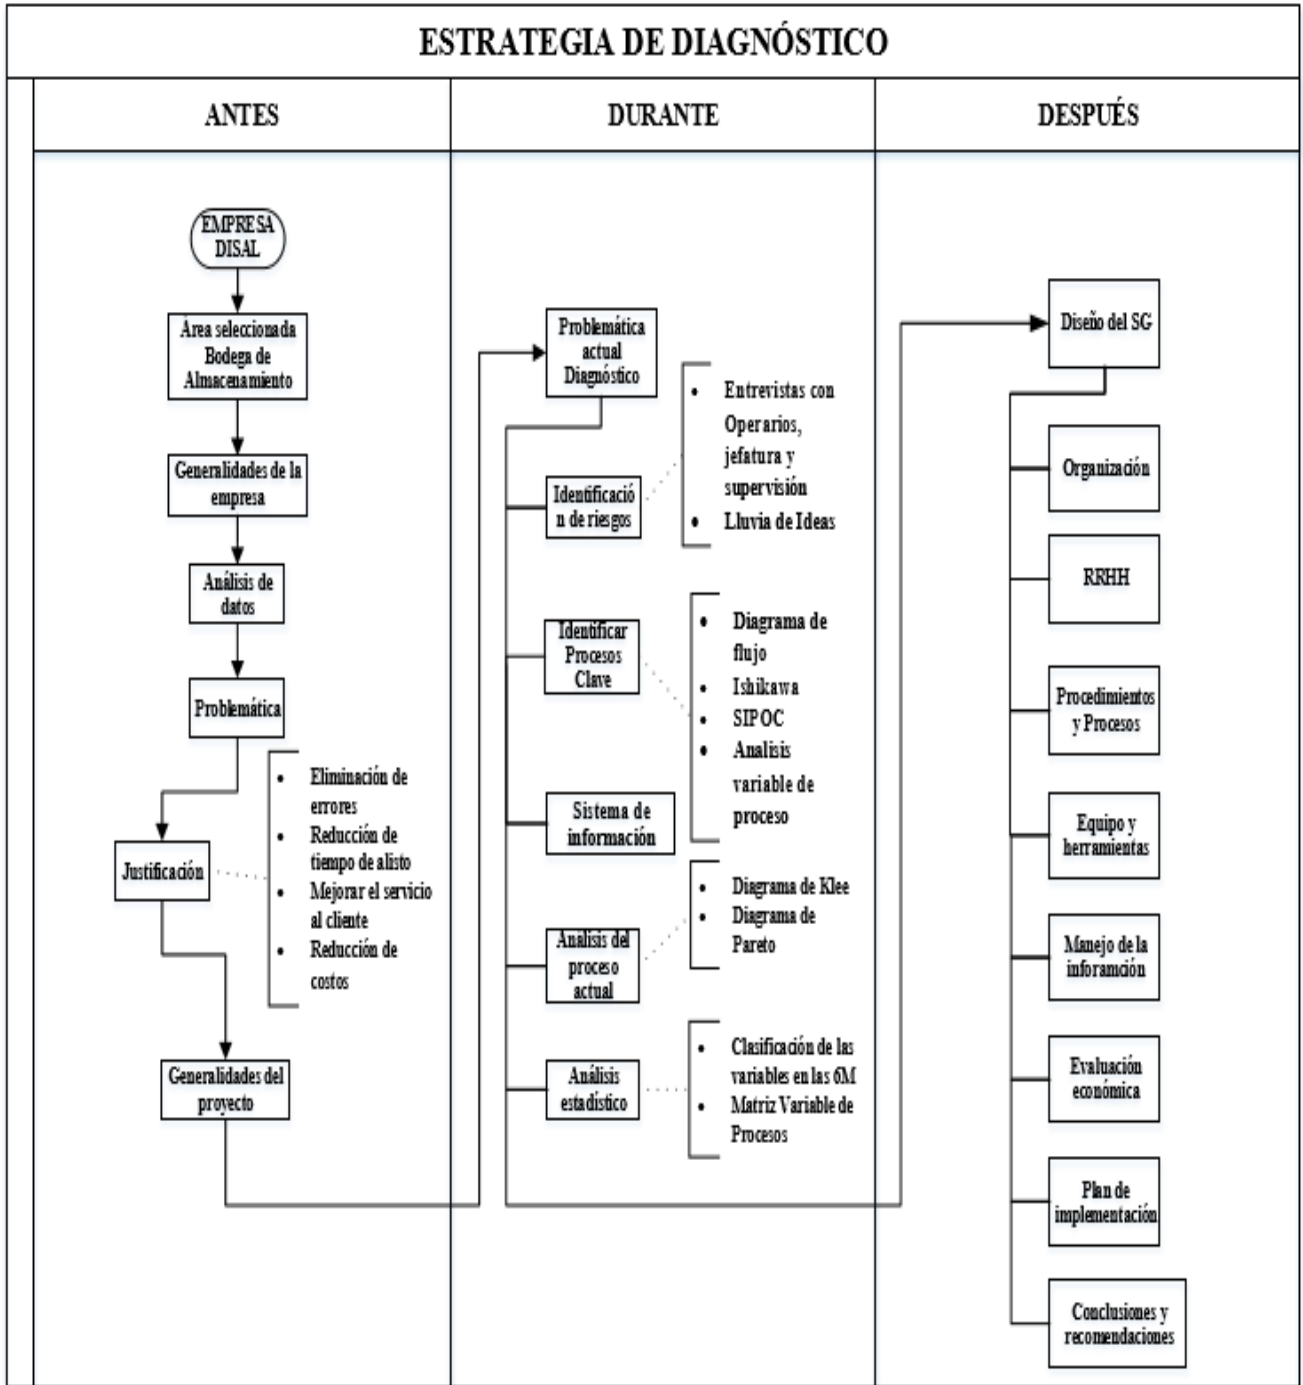 ESTRATEGIA DE DIAGNÓSTICO
ANTES
DURANTE
DESPUÉS
EMPRESA
DISAL
Área seleccionada
Bodega de
Almacenamiento
Generalidades de la
empresa
Análisis de
datos
Problemática
Justificación
• Eliminación de
errores
• Reducción de
tiempo de alisto
• Mejorar el servicio
al cliente
• Reducción de
costos
Generalidades del
proyecto
Problemática
actual
Diagnóstico
Identificació
n de riesgos
• Entrevistas con
Operarios,
jefatura y
supervisión
• Lluvia de Ideas
Identificar
Procesos
Clave
• Diagrama de
flujo
• Ishikawa
• SIPOC
• Analisis
variable de
proceso
Sistema de
información
Análisis del
proceso
actual
• Diagrama de Klee
• Diagrama de
Pareto
Análisis
estadístico
• Clasificación de las
variables en las 6M
• Matriz Variable de
Procesos
Diseño del SG
Organización
RRHH
Procedimientos
y Procesos
Equipo y
herramientas
Manejo de la
inforamción
Evaluación
económica
Plan de
implementación
Conclusiones y
recomendaciones